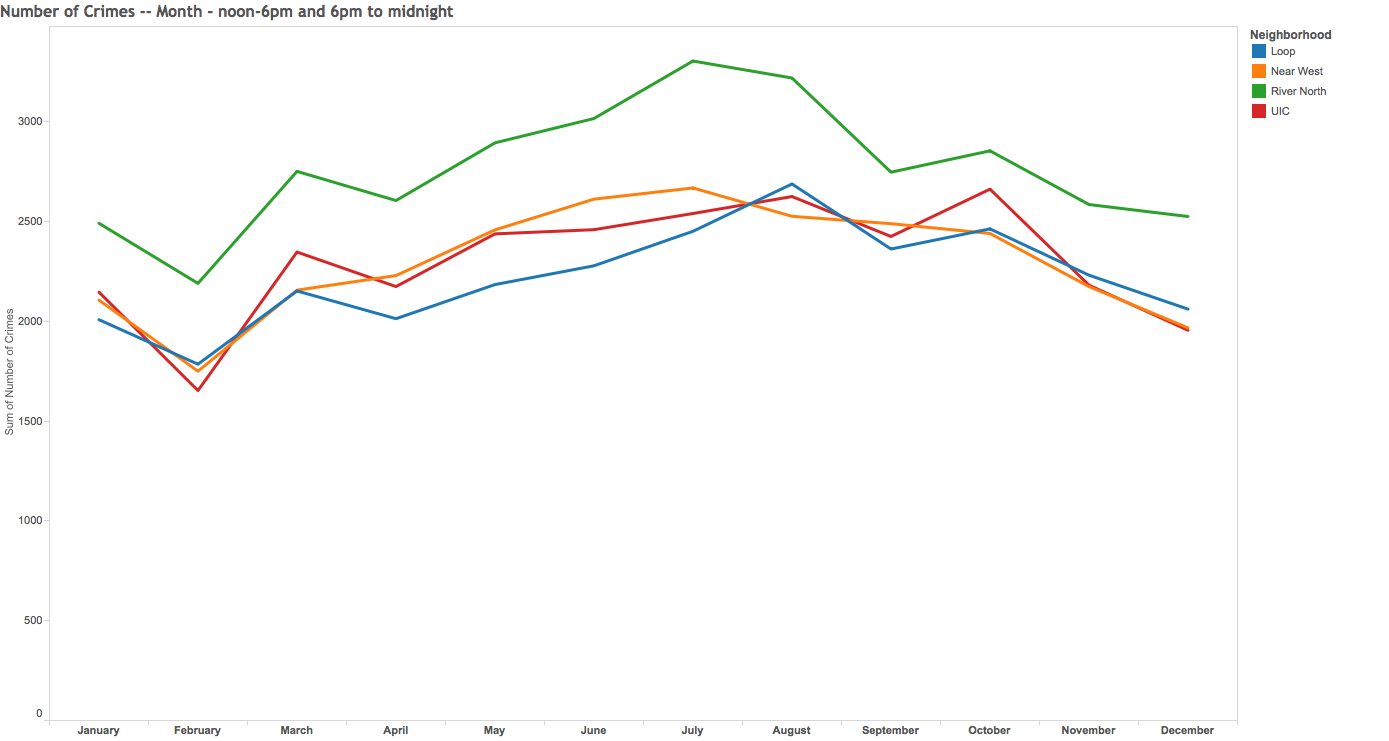 Number of Crimes -- Month - noon-6pm and 6pm to midnight
Neighborhood
Loop
Near West
River North
UIC
Sum of Number of Crimes
3000
2500
2000
1500
1000
500
0
January February March April May June July August September October November December